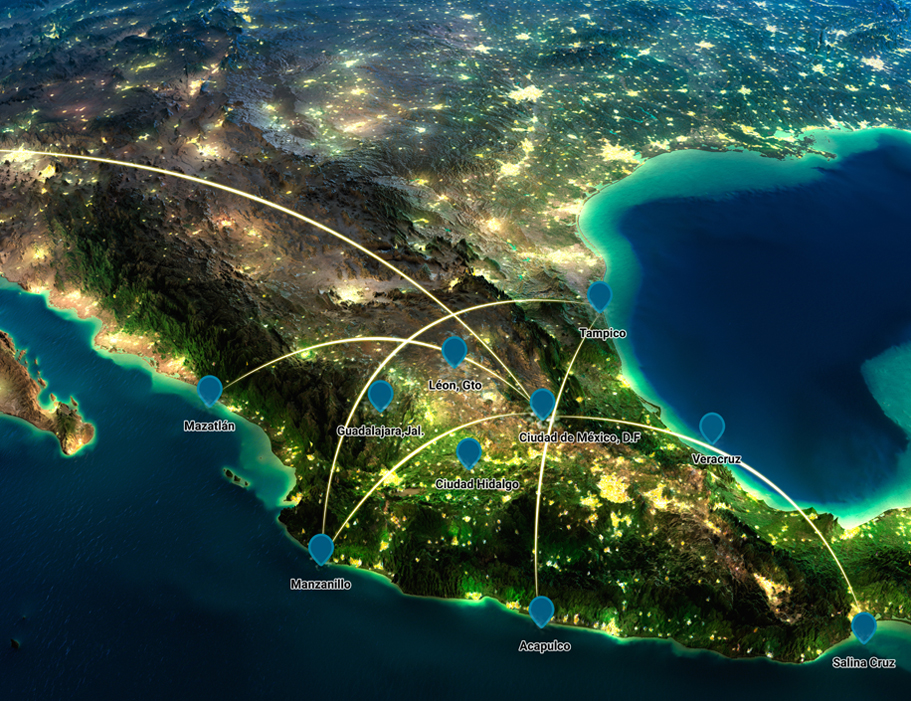 Tampico
Léon, Gto
Mazatlán
Guadalajara,Jal.
Ciudad de México, D.F
Veracruz
Ciudad Hidalgo
Manzanillo
Acapulco
Salina Cruz